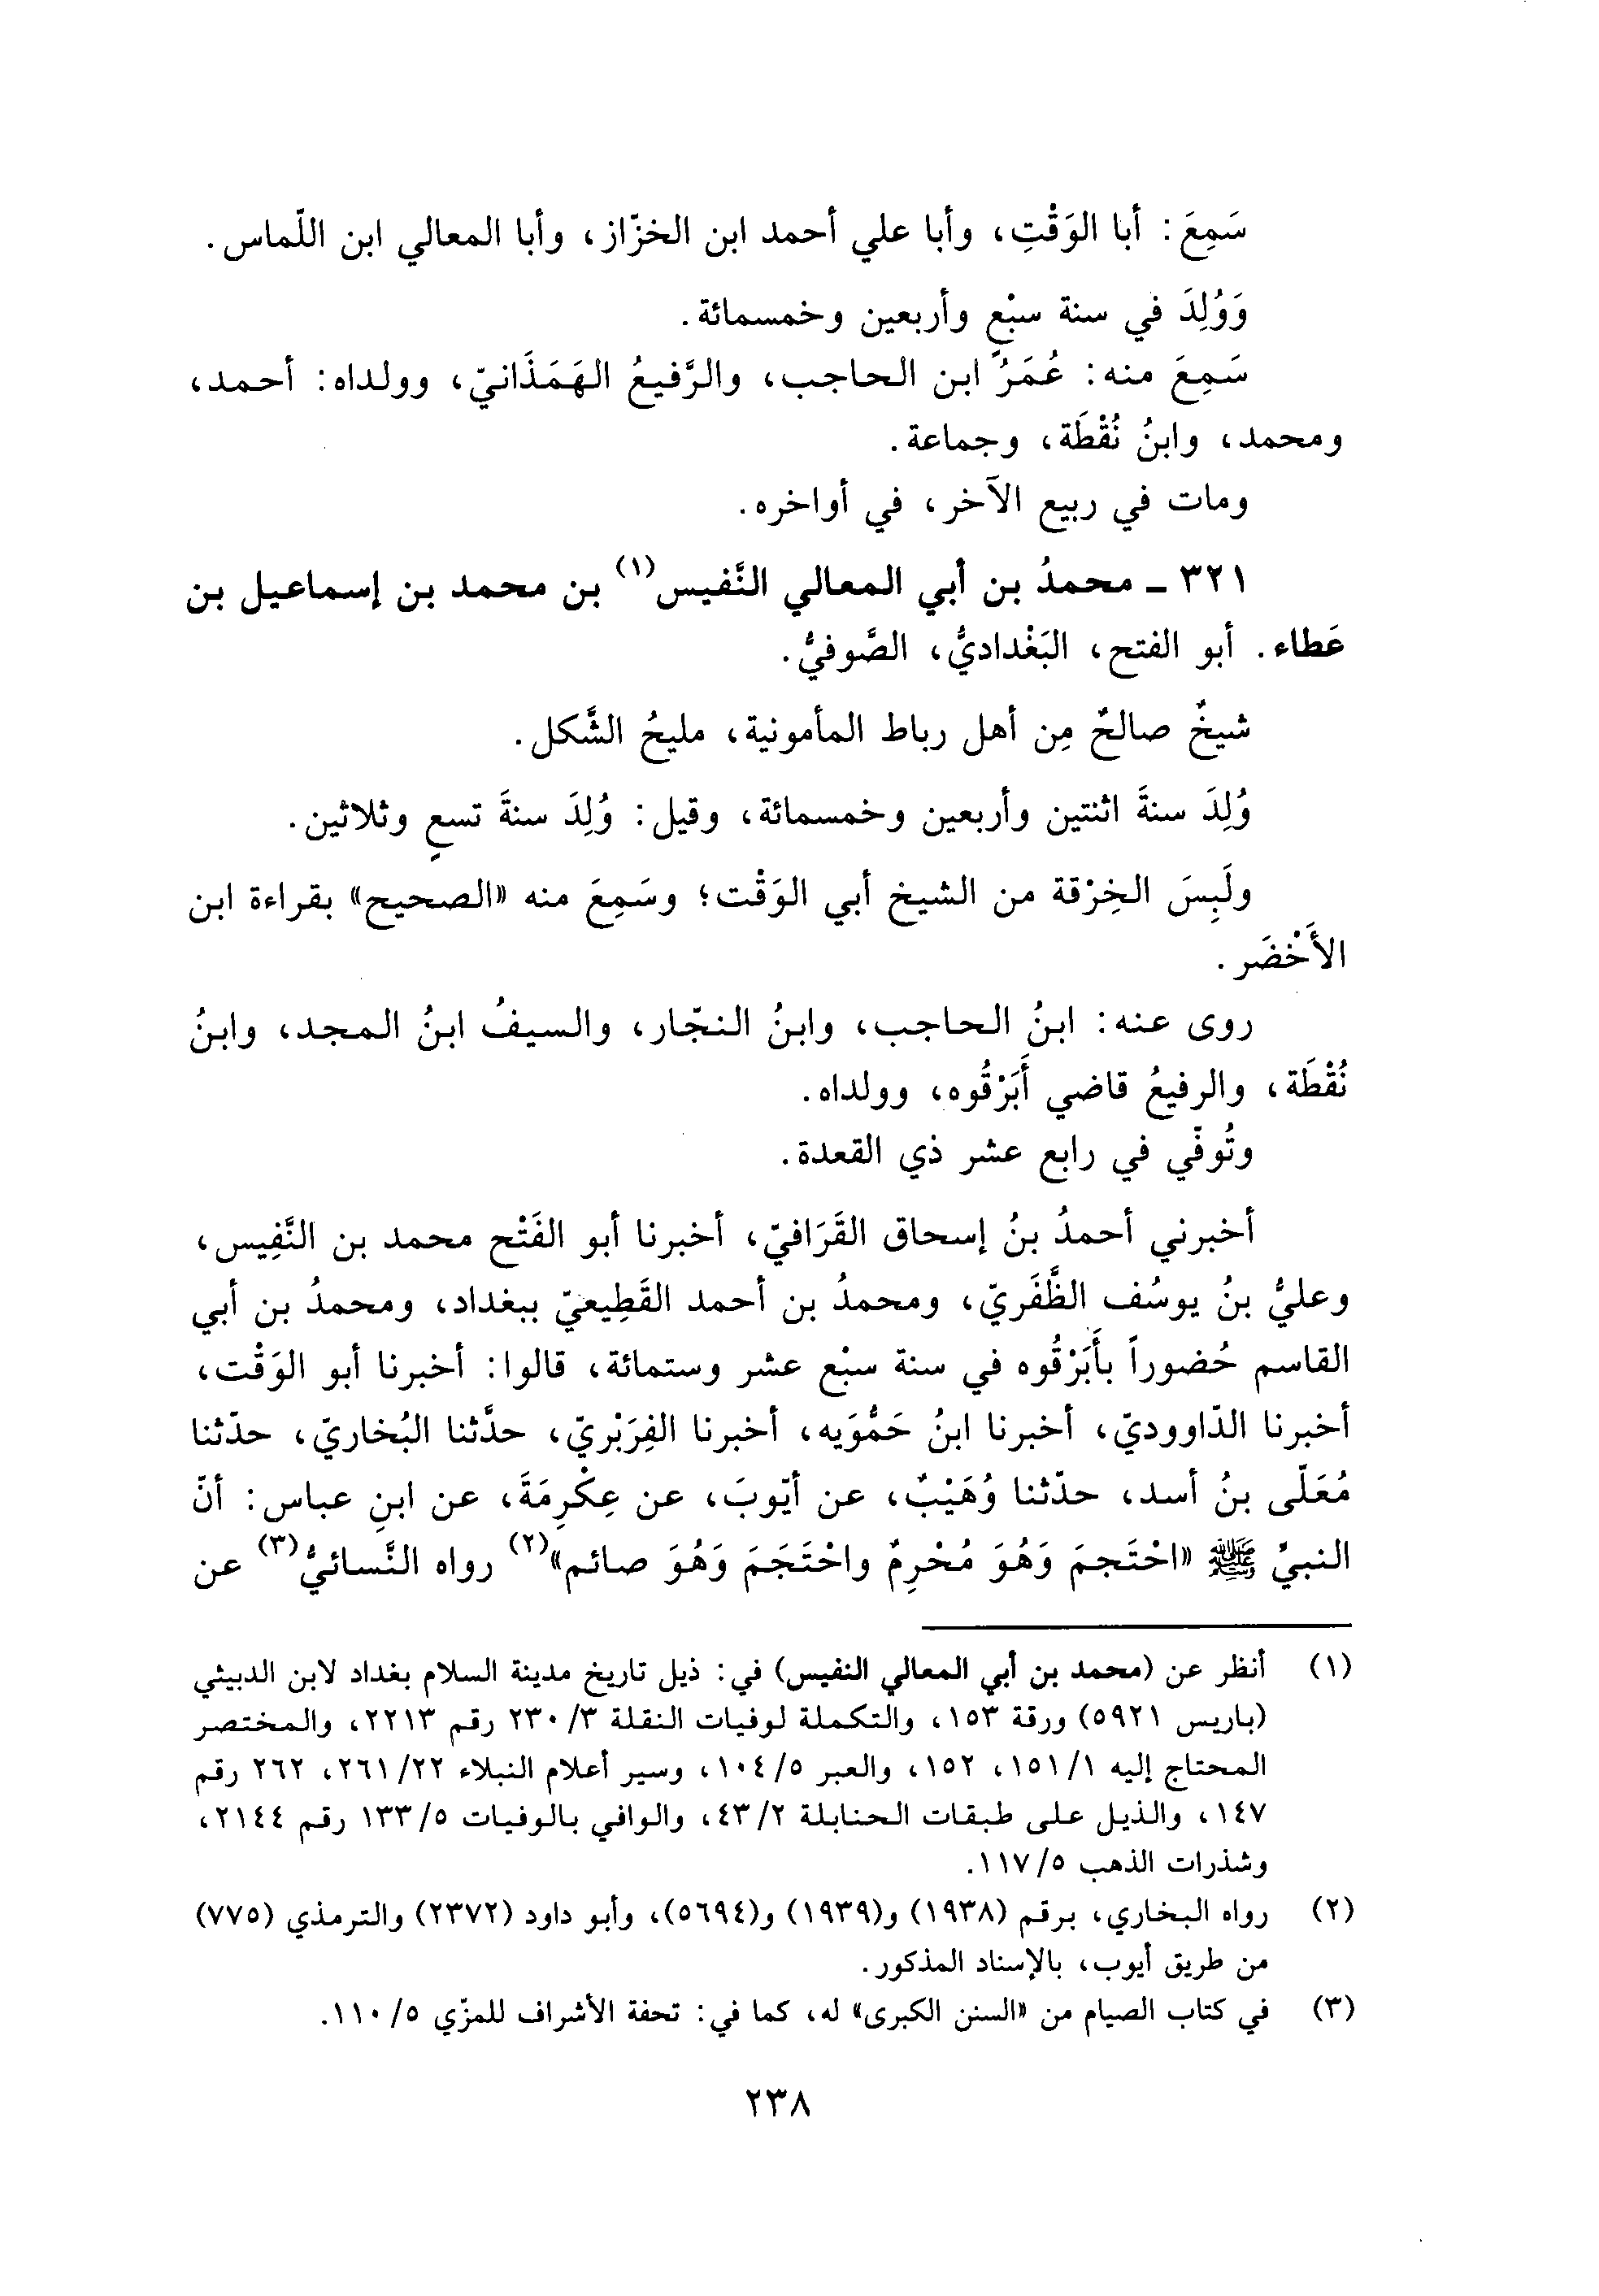 سَمِعَ: أبا الوَقْتِ، وأبا علي أحمد ابن الخزّاز، وأبا المعالي ابن اللّماس.
وَوُلِدَ في سنة سبْعٍ وأربعين وخمسمائة.
سَمِعَ منه: عُمَرُ ابن الحاجب، والرَّفيعُ الهَمَذَانيّ، وولداه: أحمد،
ومحمد، وابنُ نُقْطَة، وجماعة.
ومات في ربيع الآخر، في أواخره.
٣٢١ ـ محمدُ بن أبي المعالي النَّفيس(١) بن محمد بن إسماعيل بن
عَطاء. أبو الفتح، البَغْداديُّ، الصَّوفيُّ.
شيخٌ صالحٌ مِن أهل رباط المأمونية، مليحُ الشَّكل.
وُلِدَ سنةَ اثنتين وأربعين وخمسمائة، وقيل: وُلِدَ سنةَ تسعٍ وثلاثين.
ولَبِسَ الخِرْقة من الشيخ أبي الوَقْت؛ وسَمِعَ منه «الصحيح» بقراءة ابن
الأَخْضَر.
روى عنه: ابنُ الحاجب، وابنُ النجّار، والسيفُ ابنُ المجد، وابنُ
نُقْطَة، والرفيعُ قاضي أَبَرْقُوه، وولداه.
وتُوفّي في رابع عشر ذي القعدة.
أخبرني أحمدُ بنُ إسحاق القَرَافيّ، أخبرنا أبو الفَتْح محمد بن النَّفِيس،
وعليُّ بنُ يوسُف الظَّفَريّ، ومحمدُ بن أحمد القَطِيعيّ ببغداد، ومحمدُ بن أبي
القاسم حُضوراً بأَبَرْقُوه في سنة سبْع عشر وستمائة، قالوا: أخبرنا أبو الوَقْت،
أخبرنا الدّاووديّ، أخبرنا ابنُ حَمُّوَيه، أخبرنا الفِرَبْريّ، حدَّثنا البُخاريّ، حدّثنا
مُعَلّى بنُ أسد، حدّثنا وُهَيْبٌ، عن أيّوبَ، عن عِكْرِمَةَ، عن ابنِ عباس: أنّ
النبيَّ ﷺ «احْتَجمَ وَهُوَ مُحْرِمٌ واحْتَجَمَ وَهُوَ صائم»(٢) رواه النَّسائيُّ(٣) عن
(١) أنظر عن (محمد بن أبي المعالي النفيس) في: ذيل تاريخ مدينة السلام بغداد لابن الدبيثي
(باريس ٥٩٢١) ورقة ١٥٣، والتكملة لوفيات النقلة ٣/ ٢٣٠ رقم ٢٢١٣، والمختصر
المحتاج إليه ١/ ١٥١، ١٥٢، والعبر ٥/ ١٠٤، وسير أعلام النبلاء ٢٢/ ٢٦١، ٢٦٢ رقم
١٤٧، والذيل على طبقات الحنابلة ٢/ ٤٣، والوافي بالوفيات ٥/ ١٣٣ رقم ٢١٤٤،
وشذرات الذهب ٥/ ١١٧.
(٢) رواه البخاري، برقم (١٩٣٨) و(١٩٣٩) و(٥٦٩٤)، وأبو داود (٢٣٧٢) والترمذي (٧٧٥)
من طريق أيوب، بالإسناد المذكور.
(٣) في كتاب الصيام من «السنن الكبرى» له، كما في: تحفة الأشراف للمزّي ٥/ ١١٠.
٢٣٨